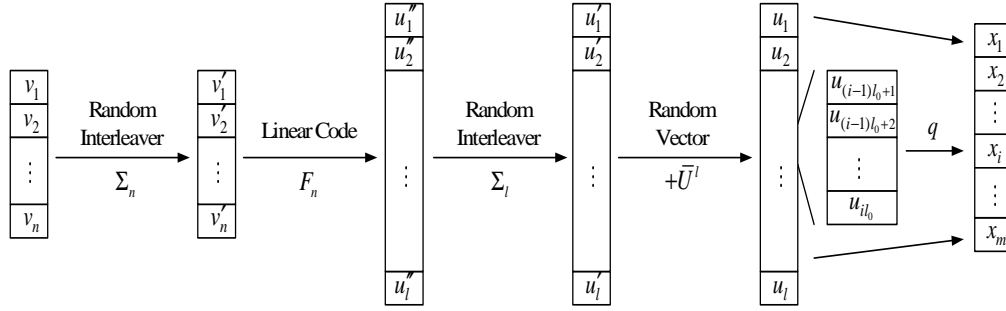 v₁
v₂
⋮
vₙ
Random
Interleaver
Σₙ
v′₁
v′₂
⋮
v′ₙ
Linear Code
Fₙ
u″₁
u″₂
⋮
u″ₗ
Random
Interleaver
Σₗ
u′₁
u′₂
⋮
u′ₗ
Random
Vector
+Ūˡ
u₁
u₂
⋮
uₗ
u₍ᵢ₋₁₎ₗ₀₊₁
u₍ᵢ₋₁₎ₗ₀₊₂
⋮
uᵢₗ₀
q
x₁
x₂
⋮
xᵢ
⋮
xₘ